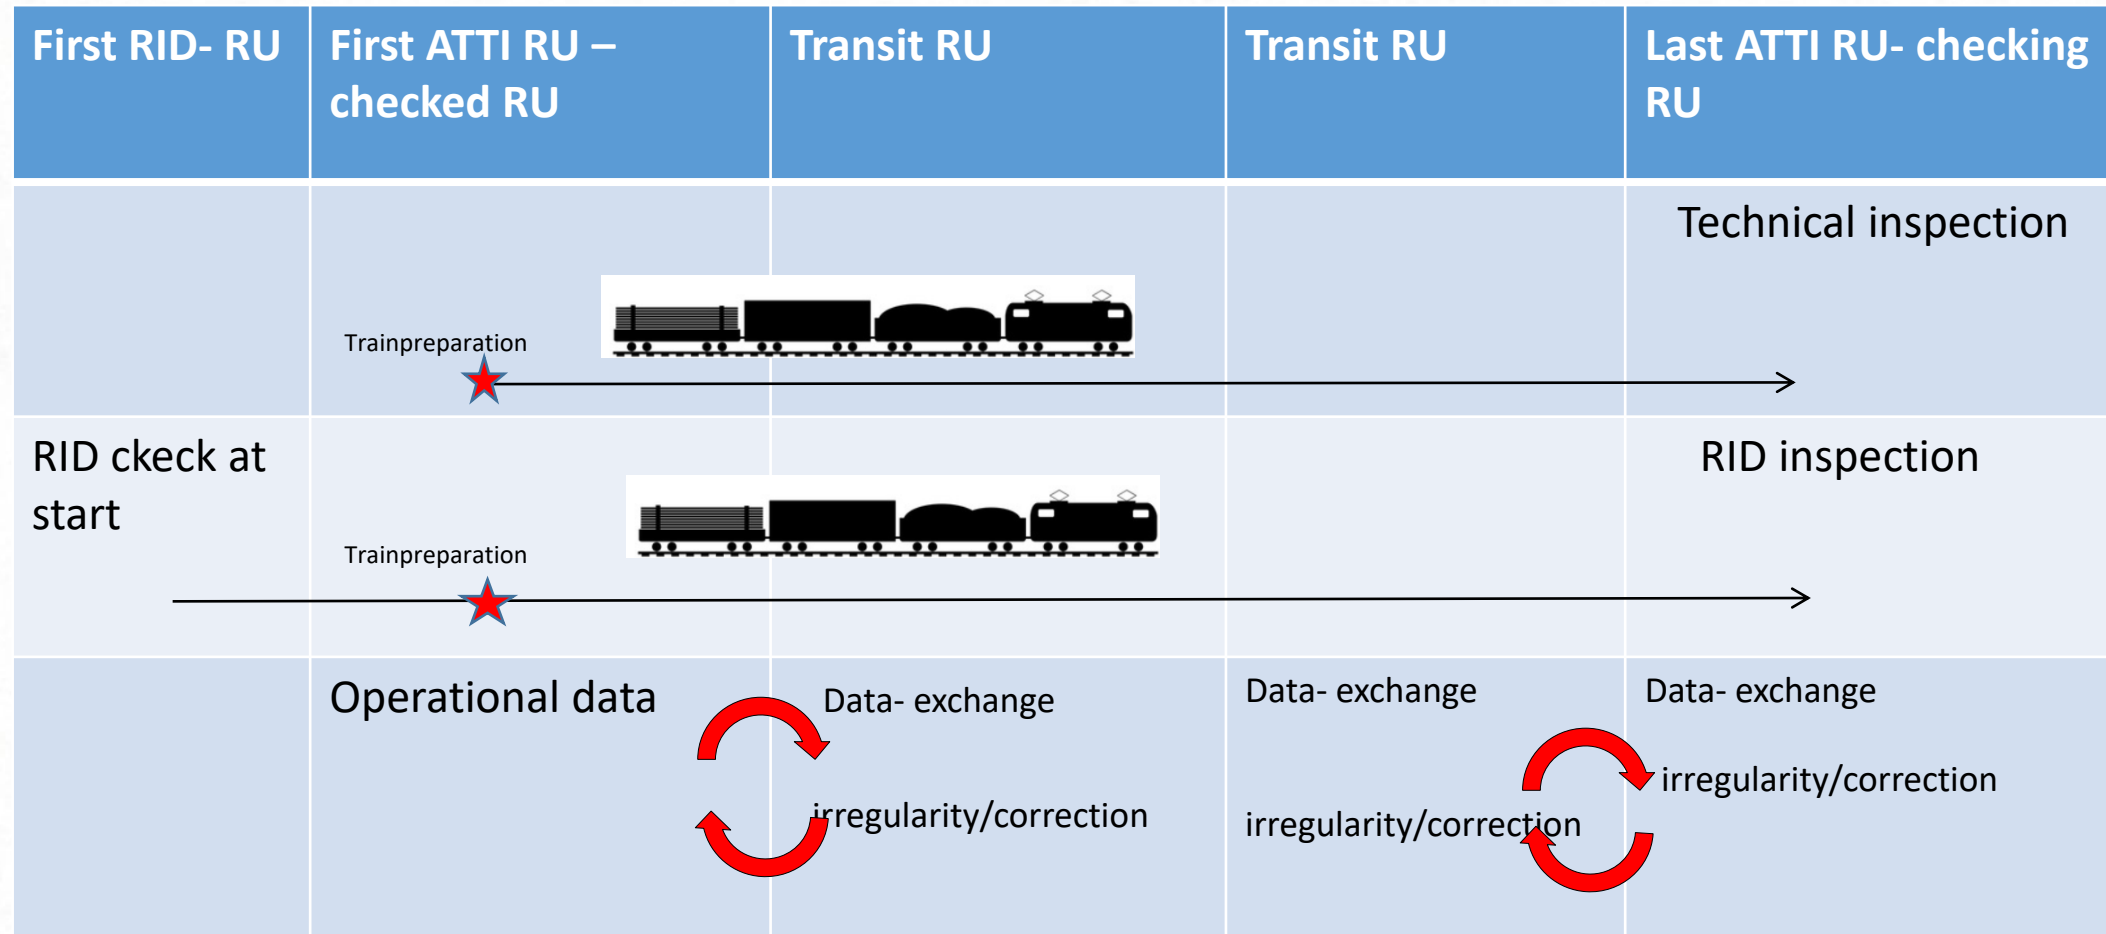 First RID- RU
First ATTI RU –
checked RU
Transit RU
Transit RU
Last ATTI RU- checking
RU
Technical inspection
Trainpreparation
RID ckeck at
start
RID inspection
Trainpreparation
Operational data
Data- exchange
irregularity/correction
Data- exchange
irregularity/correction
Data- exchange
irregularity/correction